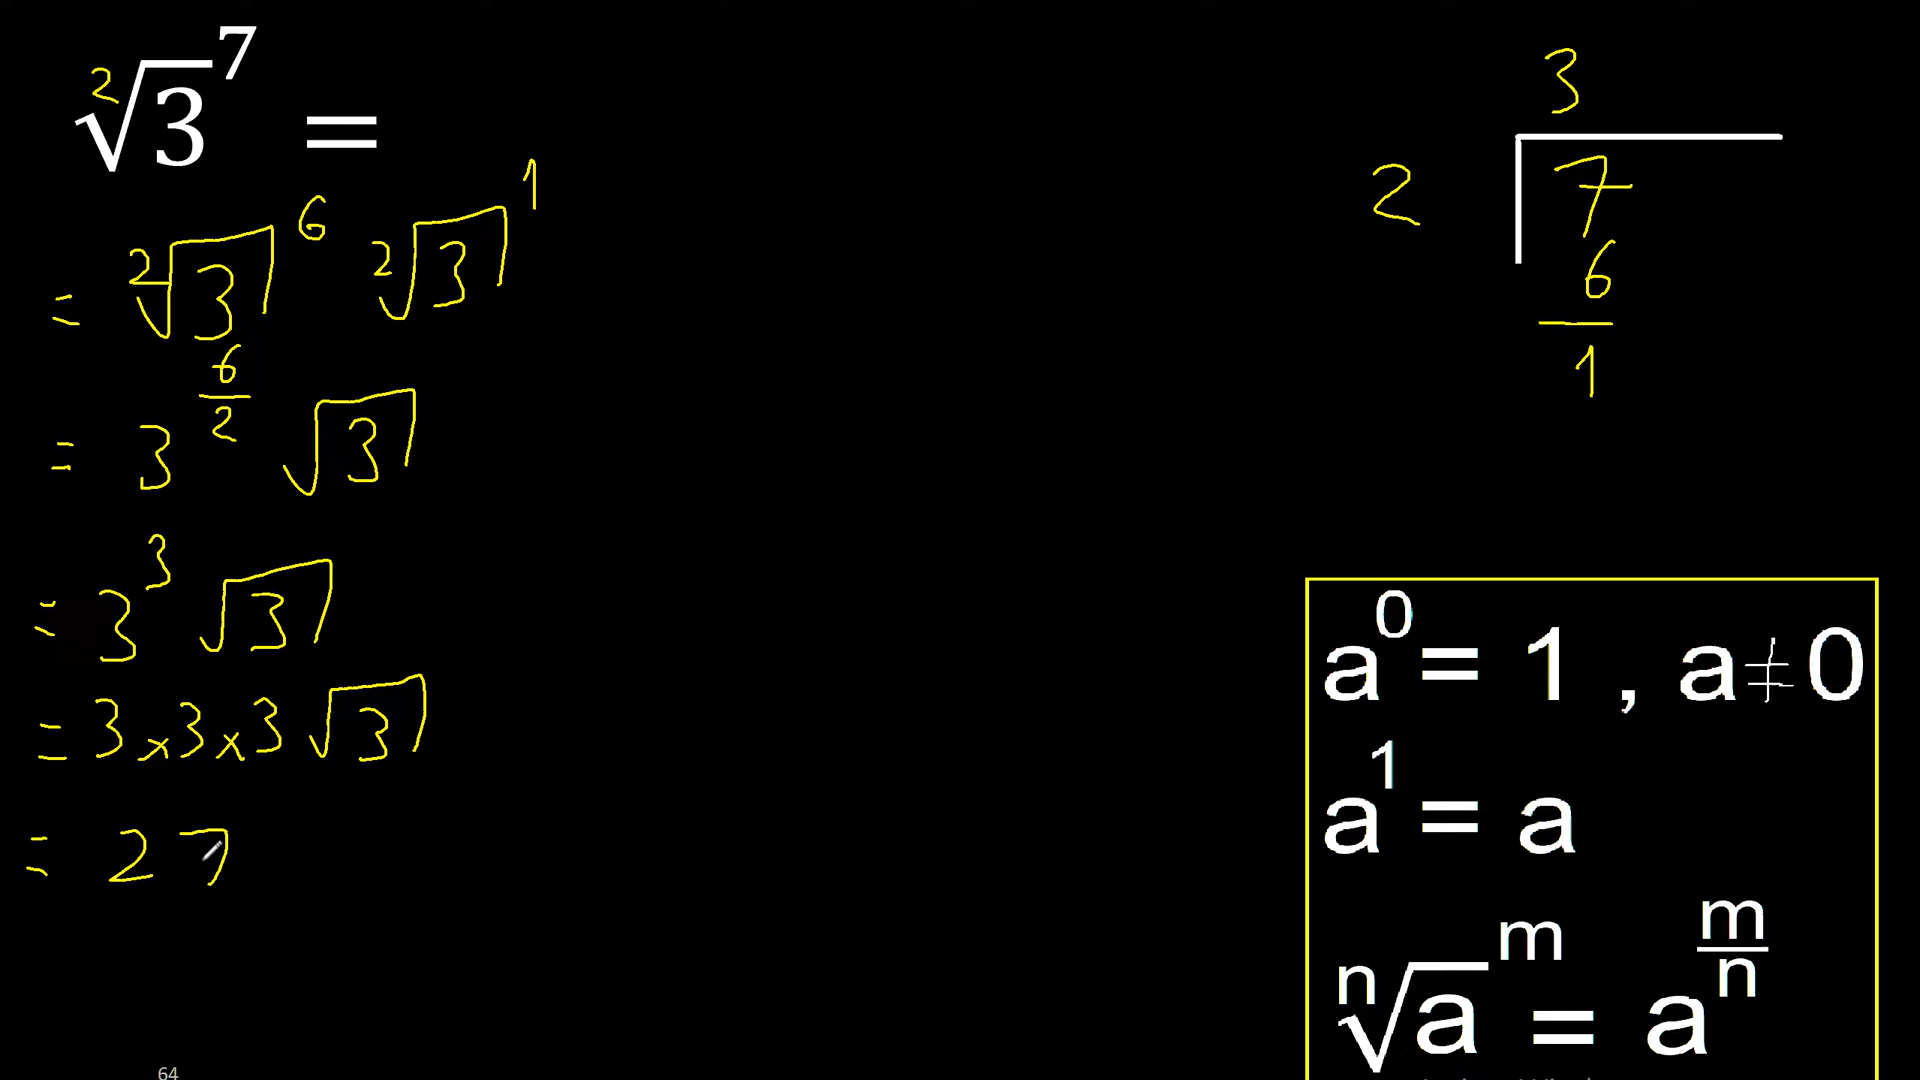 ²√3⁷ =
= ²√3⁶ ²√3¹
= 3^(6/2) √3
= 3³ √3
= 3×3×3 √3
= 27
3
2 7
6
1
a⁰ = 1 , a ≠ 0
a¹ = a
ⁿ√aᵐ = a^(m/n)
64